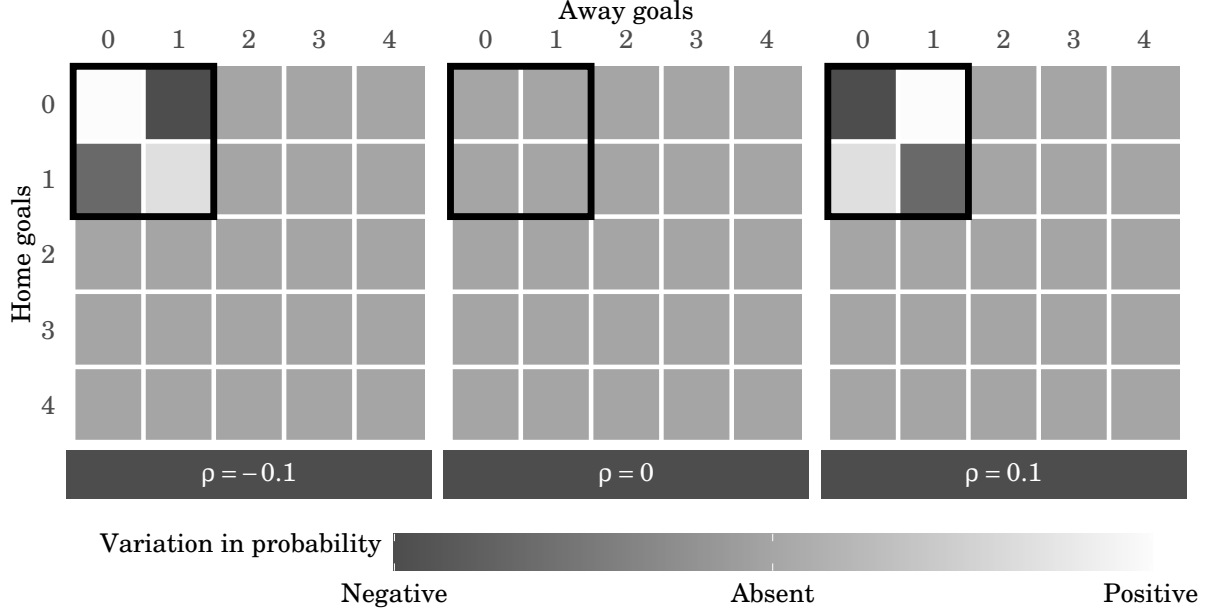 Away goals
0 1 2 3 4 0 1 2 3 4 0 1 2 3 4
Home goals
0
1
2
3
4
ρ = −0.1
ρ = 0
ρ = 0.1
Variation in probability
Negative
Absent
Positive